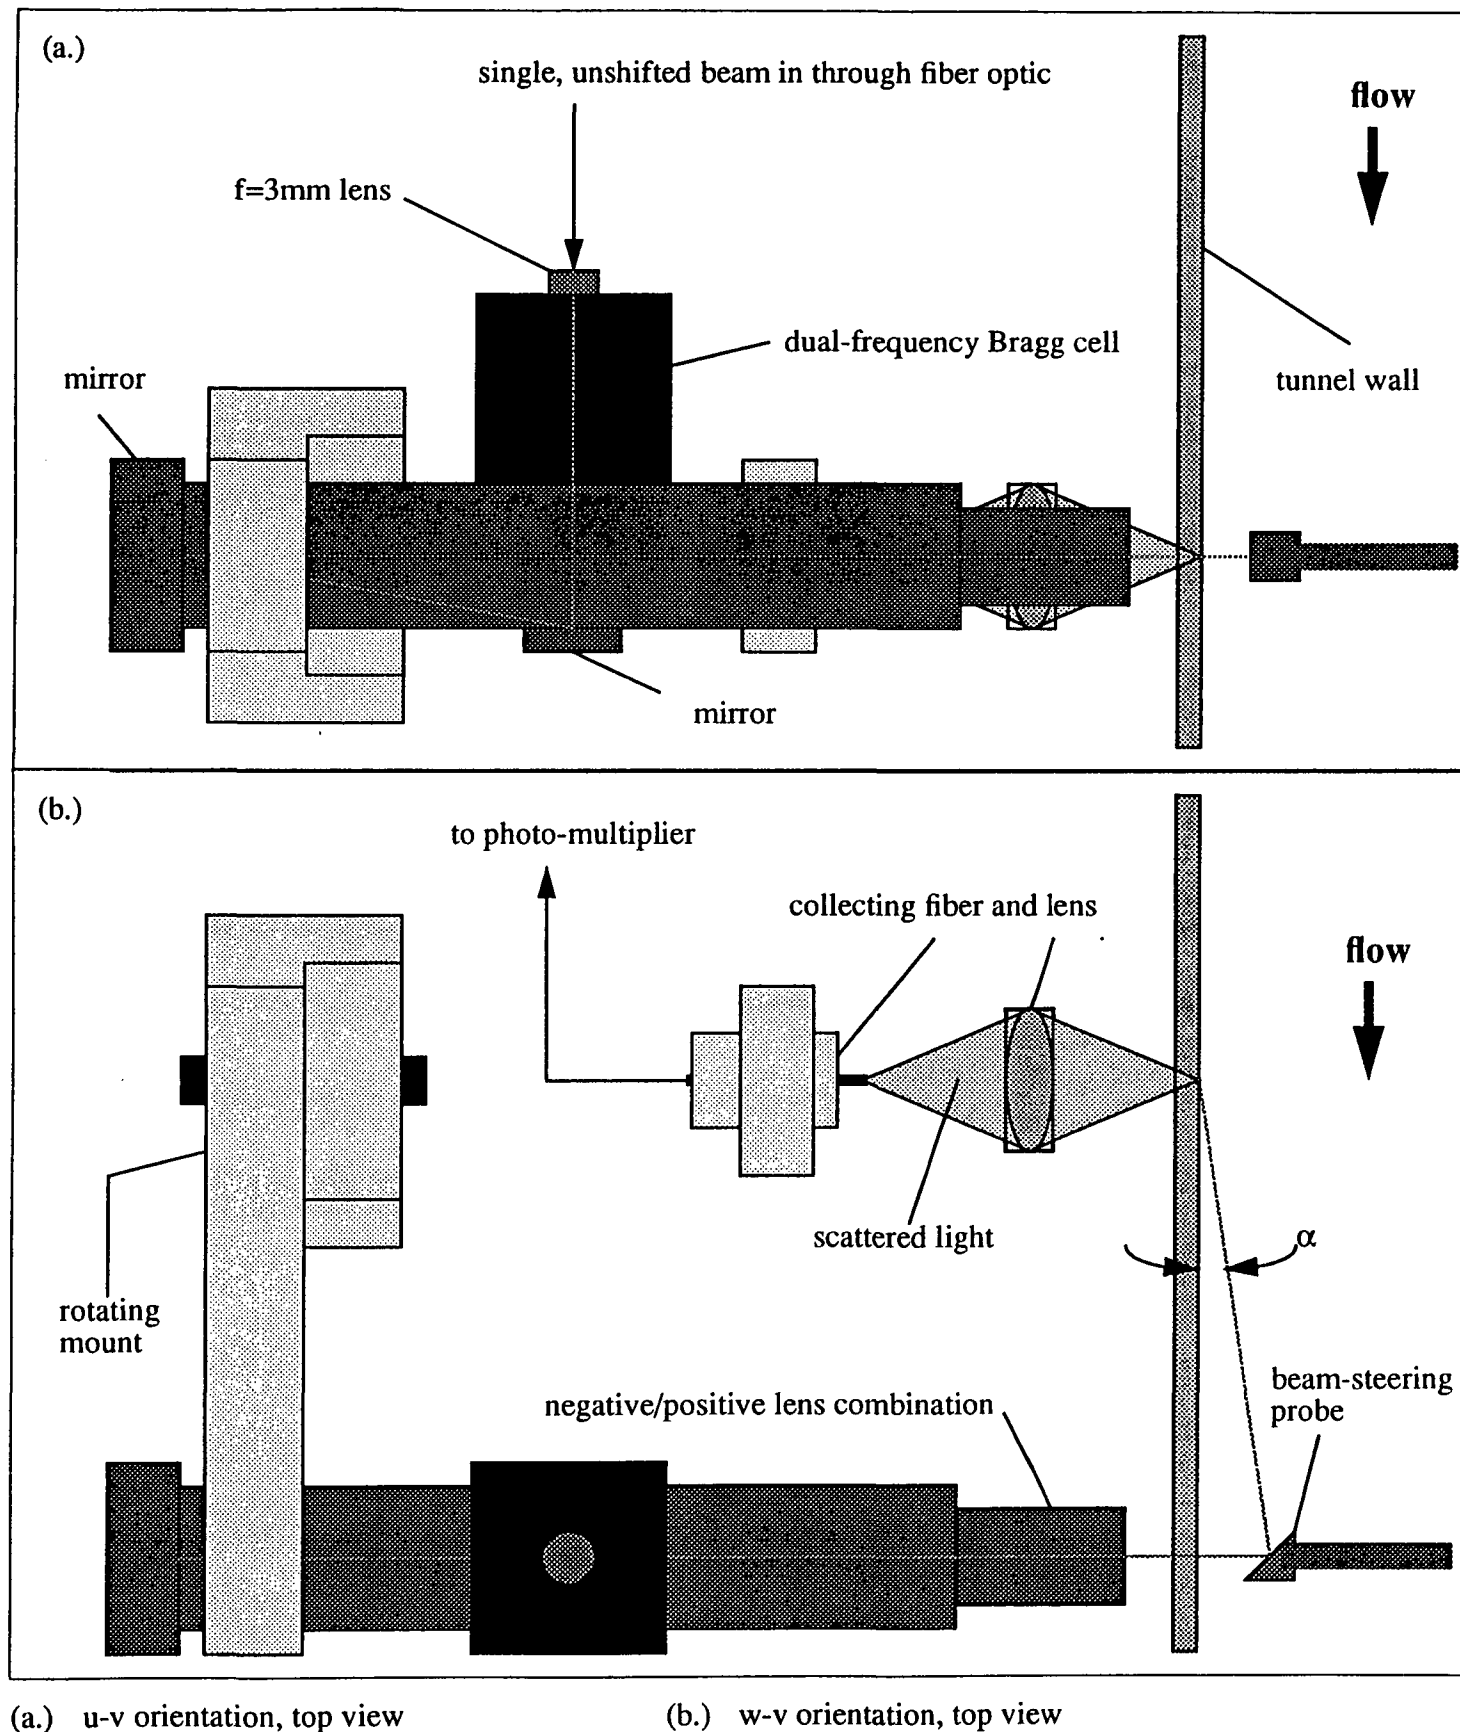 (a.)
single, unshifted beam in through fiber optic
flow
f=3mm lens
dual-frequency Bragg cell
mirror
tunnel wall
mirror
(b.)
to photo-multiplier
collecting fiber and lens
flow
scattered light
α
rotating
mount
beam-steering
probe
negative/positive lens combination
(a.) u-v orientation, top view (b.) w-v orientation, top view